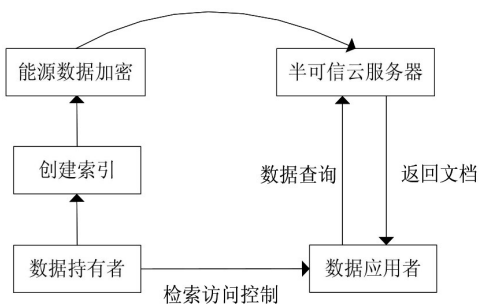 能源数据加密
半可信云服务器
创建索引
数据查询
返回文档
数据持有者
数据应用者
检索访问控制